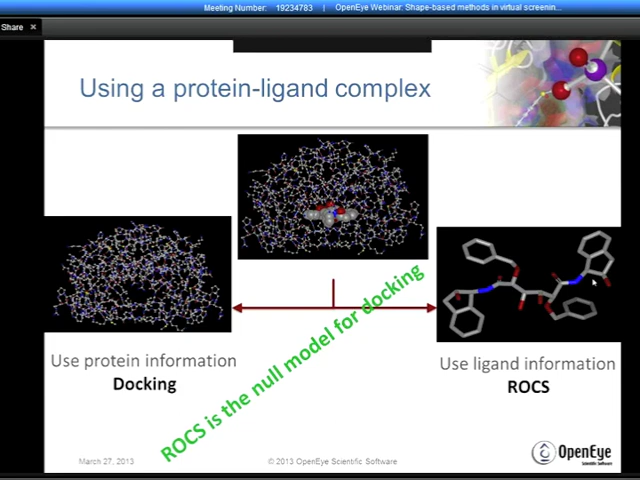 Meeting Number: 19234783 | OpenEye Webinar: Shape-based methods in virtual screenin...
Share ×
Using a protein-ligand complex
Use protein information
Docking
ROCS is the null model for docking
Use ligand information
ROCS
March 27, 2013
© 2013 OpenEye Scientific Software
OpenEye
Scientific Software